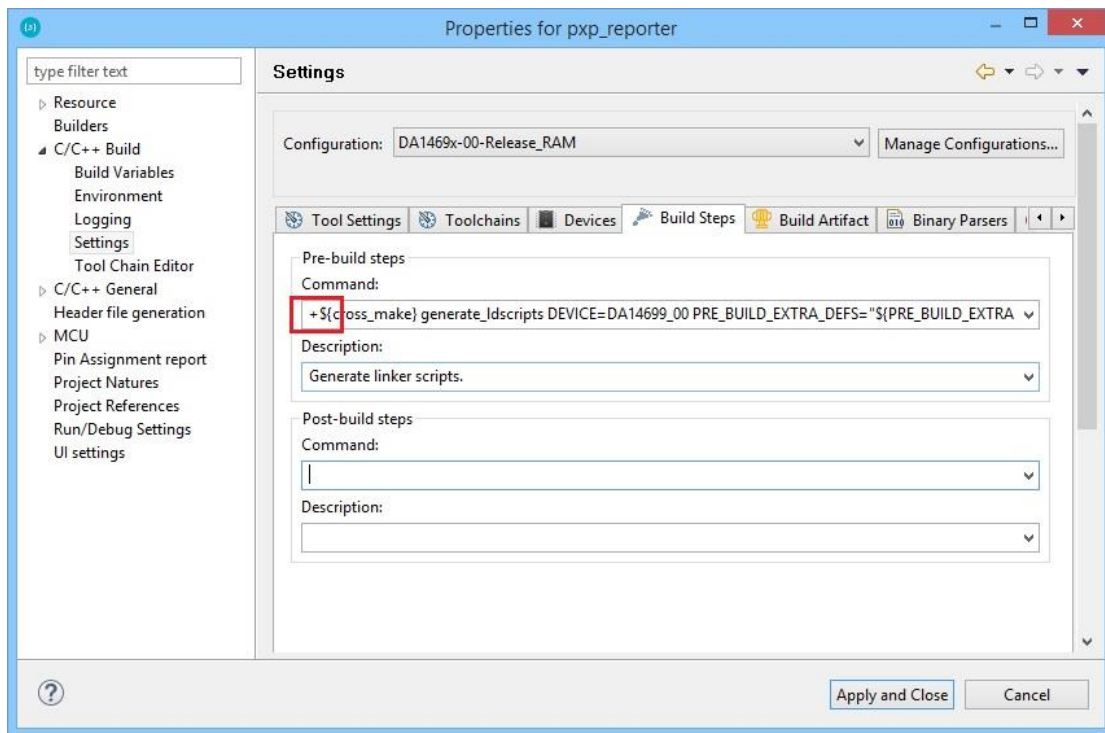 Properties for pxp_reporter
type filter text
Resource
Builders
C/C++ Build
Build Variables
Environment
Logging
Settings
Tool Chain Editor
C/C++ General
Header file generation
MCU
Pin Assignment report
Project Natures
Project References
Run/Debug Settings
UI settings
Settings
Configuration: DA1469x-00-Release_RAM Manage Configurations...
Tool Settings Toolchains Devices Build Steps Build Artifact Binary Parsers
Pre-build steps
Command:
+${cross_make} generate_ldscripts DEVICE=DA14699_00 PRE_BUILD_EXTRA_DEFS="${PRE_BUILD_EXTRA
Description:
Generate linker scripts.
Post-build steps
Command:
Description:
Apply and Close Cancel